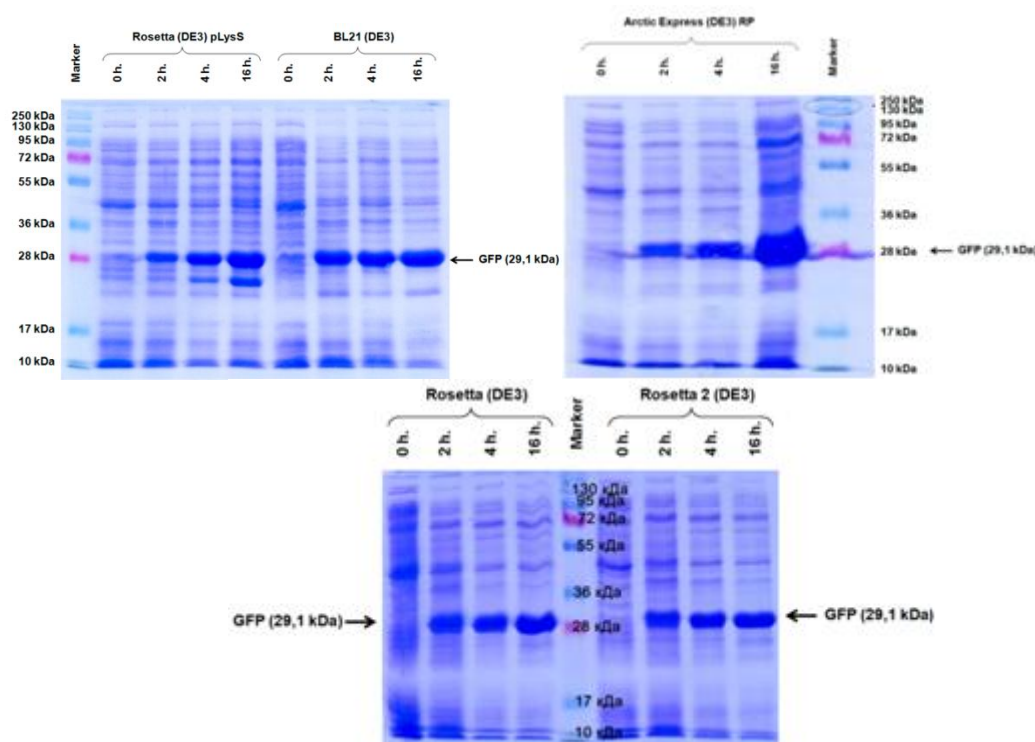 Rosetta (DE3) pLysS
BL21 (DE3)
Marker
0 h.
2 h.
4 h.
16 h.
0 h.
2 h.
4 h.
16 h.
250 kDa
130 kDa
95 kDa
72 kDa
55 kDa
36 kDa
28 kDa
17 kDa
10 kDa
GFP (29,1 kDa)
Arctic Express (DE3) RP
0 h.
2 h.
4 h.
16 h.
Marker
250 kDa
130 kDa
95 kDa
72 kDa
55 kDa
36 kDa
28 kDa
17 kDa
10 kDa
GFP (29,1 kDa)
Rosetta (DE3)
Rosetta 2 (DE3)
0 h.
2 h.
4 h.
16 h.
Marker
0 h.
2 h.
4 h.
16 h.
130 кДа
95 кДа
72 кДа
55 кДа
36 кДа
28 кДа
17 кДа
10 кДа
GFP (29,1 kDa)
GFP (29,1 kDa)